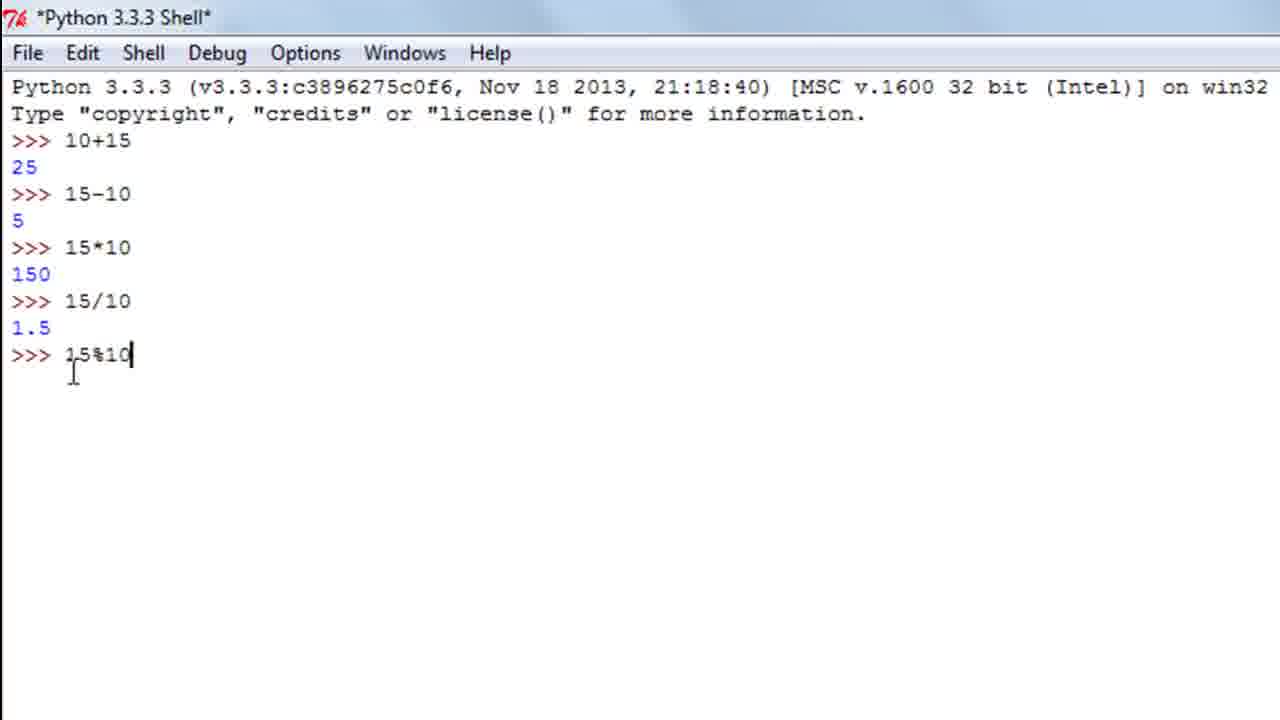 *Python 3.3.3 Shell*
File Edit Shell Debug Options Windows Help
Python 3.3.3 (v3.3.3:c3896275c0f6, Nov 18 2013, 21:18:40) [MSC v.1600 32 bit (Intel)] on win32
Type "copyright", "credits" or "license()" for more information.
>>> 10+15
25
>>> 15-10
5
>>> 15*10
150
>>> 15/10
1.5
>>> 15%10